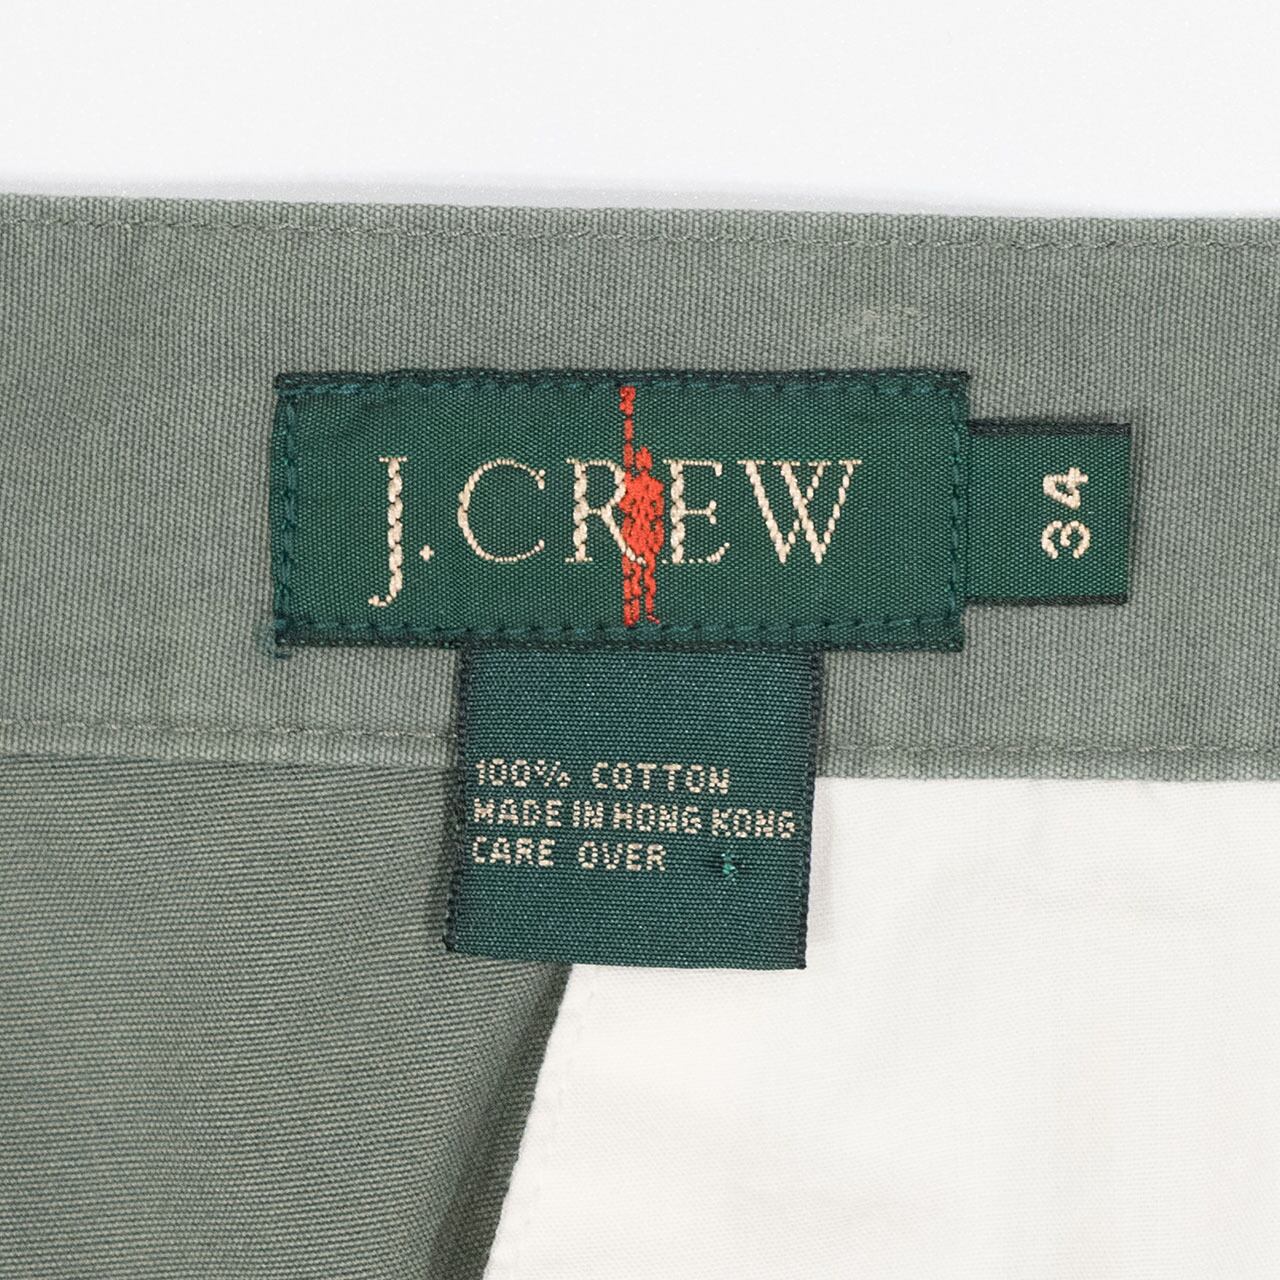 J.CREW
34
100% COTTON
MADE IN HONG KONG
CARE OVER